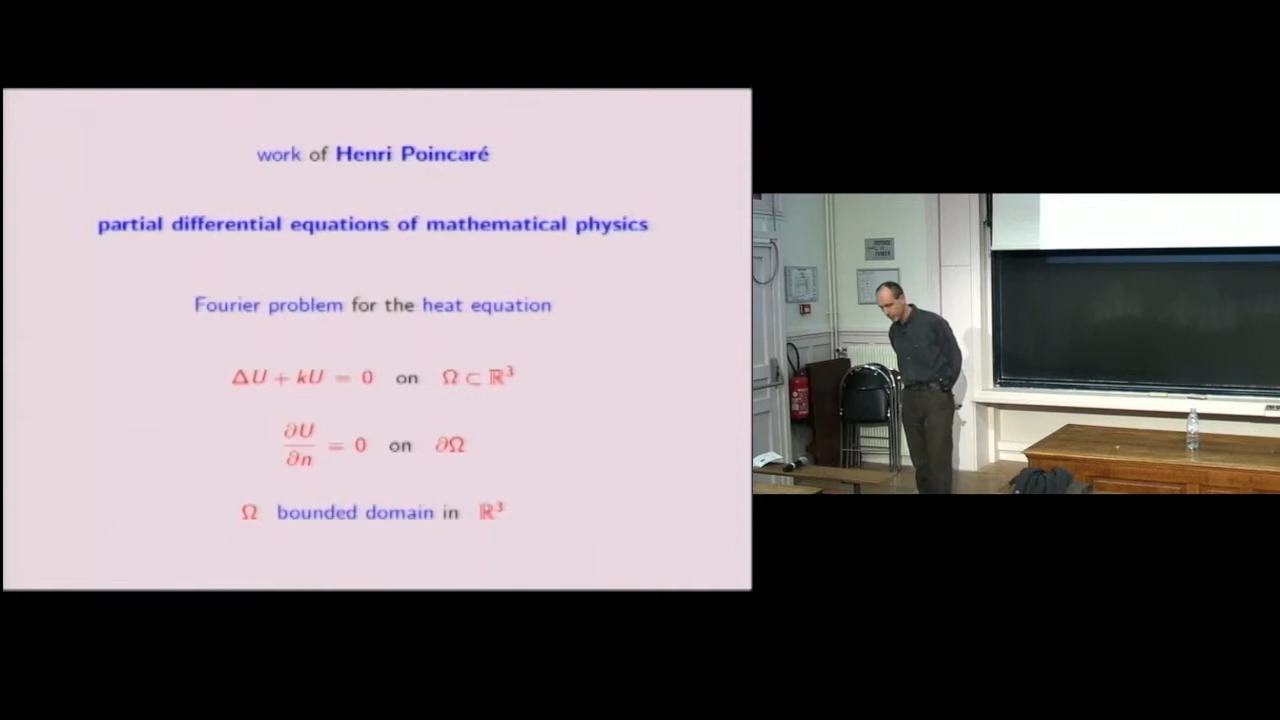 work of Henri Poincaré
partial differential equations of mathematical physics
Fourier problem for the heat equation
ΔU + kU = 0 on Ω ⊂ ℝ³
∂U/∂n = 0 on ∂Ω
Ω bounded domain in ℝ³